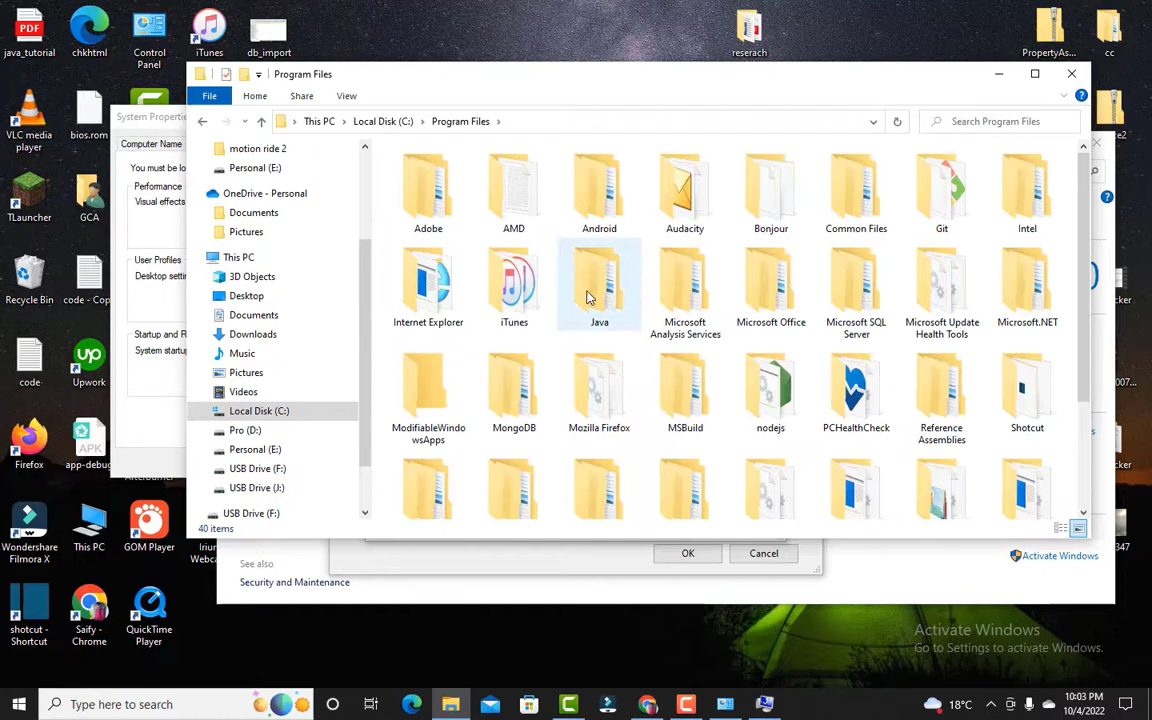 PDF
java_tutorial
chkhtml
Control
Panel
iTunes
db_import
reserach
PropertyAs...
cc
Program Files
File
Home
Share
View
This PC
Local Disk (C:)
Program Files
Search Program Files
VLC media
player
bios.rom
System Properties
Computer Name
You must be lo
Performance
Visual effects
TLauncher
GCA
User Profiles
Desktop settin
Recycle Bin
code - Cop
Startup and R
System startup
code
Upwork
Firefox
APK
app-debug
motion ride 2
Personal (E:)
OneDrive - Personal
Documents
Pictures
This PC
3D Objects
Desktop
Documents
Downloads
Music
Pictures
Videos
Local Disk (C:)
Pro (D:)
Personal (E:)
USB Drive (F:)
USB Drive (J:)
USB Drive (F:)
40 items
Adobe
AMD
Android
Audacity
Bonjour
Common Files
Git
Intel
Internet Explorer
iTunes
Java
Microsoft
Analysis Services
Microsoft Office
Microsoft SQL
Server
Microsoft Update
Health Tools
Microsoft.NET
ModifiableWindo
wsApps
MongoDB
Mozilla Firefox
MSBuild
nodejs
PCHealthCheck
Reference
Assemblies
Shotcut
OK
Cancel
See also
Security and Maintenance
Activate Windows
Wondershare
Filmora X
This PC
GOM Player
Irium
Webca
shotcut -
Shortcut
Saify -
Chrome
QuickTime
Player
Activate Windows
Go to Settings to activate Windows.
Type here to search
18°C
10:03 PM
10/4/2022